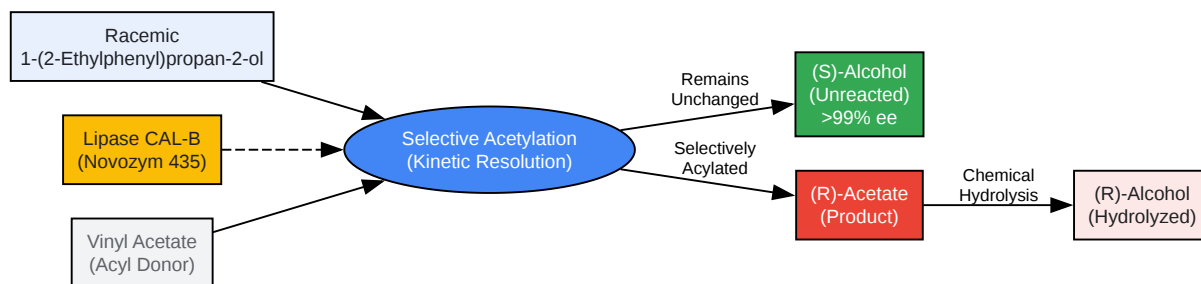 Racemic
1-(2-Ethylphenyl)propan-2-ol
Lipase CAL-B
(Novozym 435)
Vinyl Acetate
(Acyl Donor)
Selective Acetylation
(Kinetic Resolution)
Remains
Unchanged
Selectively
Acylated
(S)-Alcohol
(Unreacted)
>99% ee
(R)-Acetate
(Product)
Chemical
Hydrolysis
(R)-Alcohol
(Hydrolyzed)